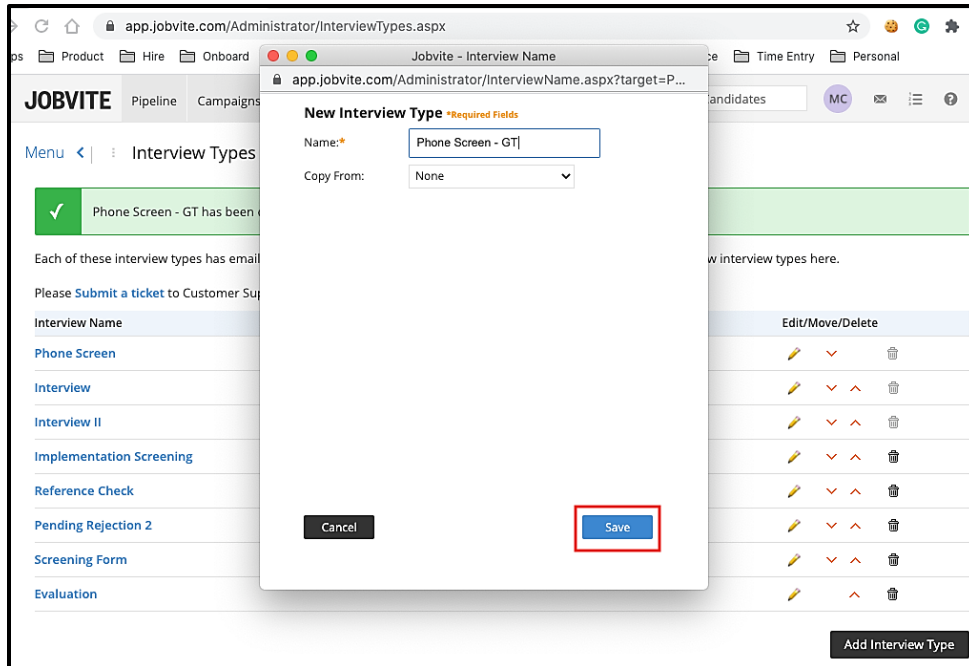 app.jobvite.com/Administrator/InterviewTypes.aspx
Product Hire Onboard Time Entry Personal
Jobvite - Interview Name
app.jobvite.com/Administrator/InterviewName.aspx?target=P...
JOBVITE Pipeline Campaigns MC
New Interview Type *Required Fields
Name:* Phone Screen - GT
Copy From: None
Menu Interview Types
Phone Screen - GT has been
Each of these interview types has email
interview types here.
Please Submit a ticket to Customer
Interview Name Edit/Move/Delete
Phone Screen
Interview
Interview II
Implementation Screening
Reference Check
Pending Rejection 2
Cancel Save
Screening Form
Evaluation
Add Interview Type